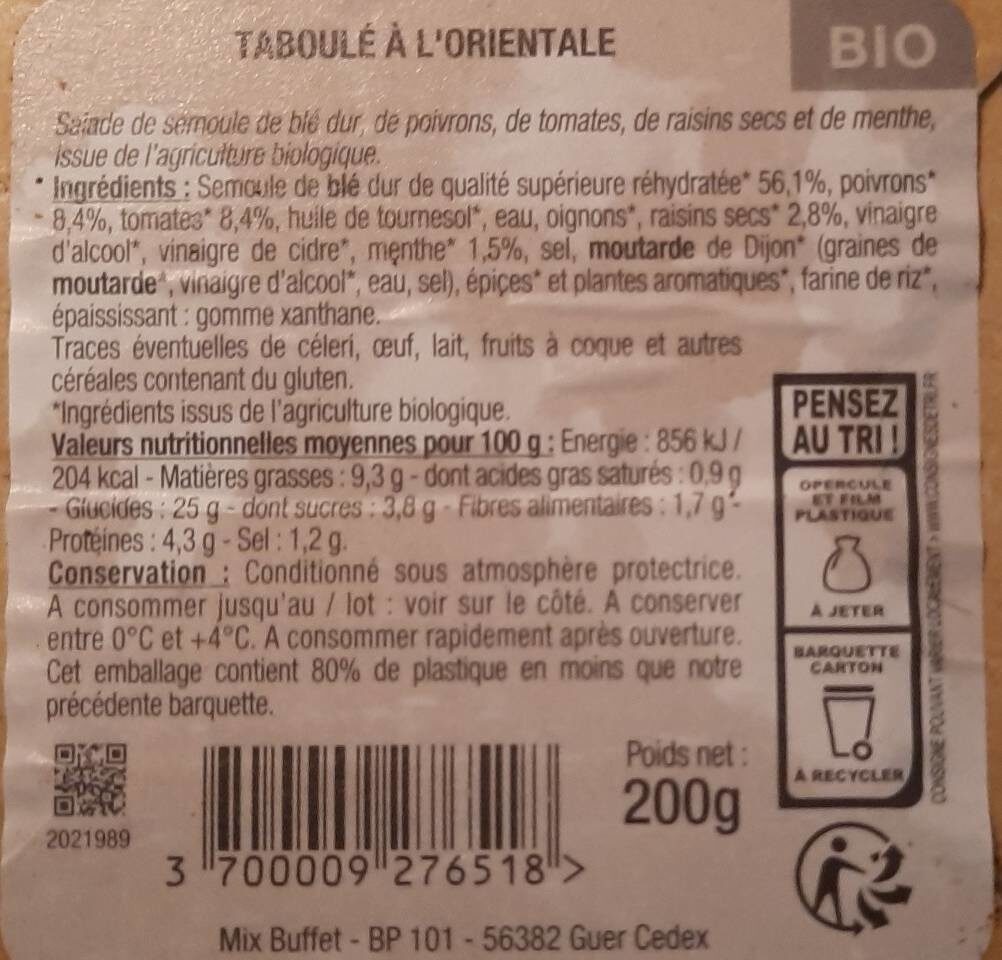 TABOULÉ À L'ORIENTALE
BIO
Salade de semoule de blé dur, de poivrons, de tomates, de raisins secs et de menthe,
issue de l'agriculture biologique.
Ingrédients : Semoule de blé dur de qualité supérieure réhydratée* 56,1%, poivrons*
8,4%, tomates* 8,4%, huile de tournesol*, eau, oignons*, raisins secs* 2,8%, vinaigre
d'alcool*, vinaigre de cidre*, menthe* 1,5%, sel, moutarde de Dijon* (graines de
moutarde*, vinaigre d'alcool*, eau, sel), épices* et plantes aromatiques*, farine de riz*,
épaississant : gomme xanthane.
Traces éventuelles de céleri, œuf, lait, fruits à coque et autres
céréales contenant du gluten.
*Ingrédients issus de l'agriculture biologique.
Valeurs nutritionnelles moyennes pour 100 g : Energie : 856 kJ /
204 kcal - Matières grasses : 9,3 g - dont acides gras saturés : 0,9 g
- Glucides : 25 g - dont sucres : 3,8 g - Fibres alimentaires : 1,7 g -
Protéines : 4,3 g - Sel : 1,2 g.
Conservation : Conditionné sous atmosphère protectrice.
A consommer jusqu'au / lot : voir sur le côté. A conserver
entre 0°C et +4°C. A consommer rapidement après ouverture.
Cet emballage contient 80% de plastique en moins que notre
précédente barquette.
PENSEZ
AU TRI !
OPERCULE
ET FILM
PLASTIQUE
À JETER
BARQUETTE
CARTON
À RECYCLER
CONSIGNE POUVANT VARIER LOCALEMENT > WWW.CONSIGNESDETRI.FR
2021989
3 700009 276518 >
Poids net :
200g
Mix Buffet - BP 101 - 56382 Guer Cedex